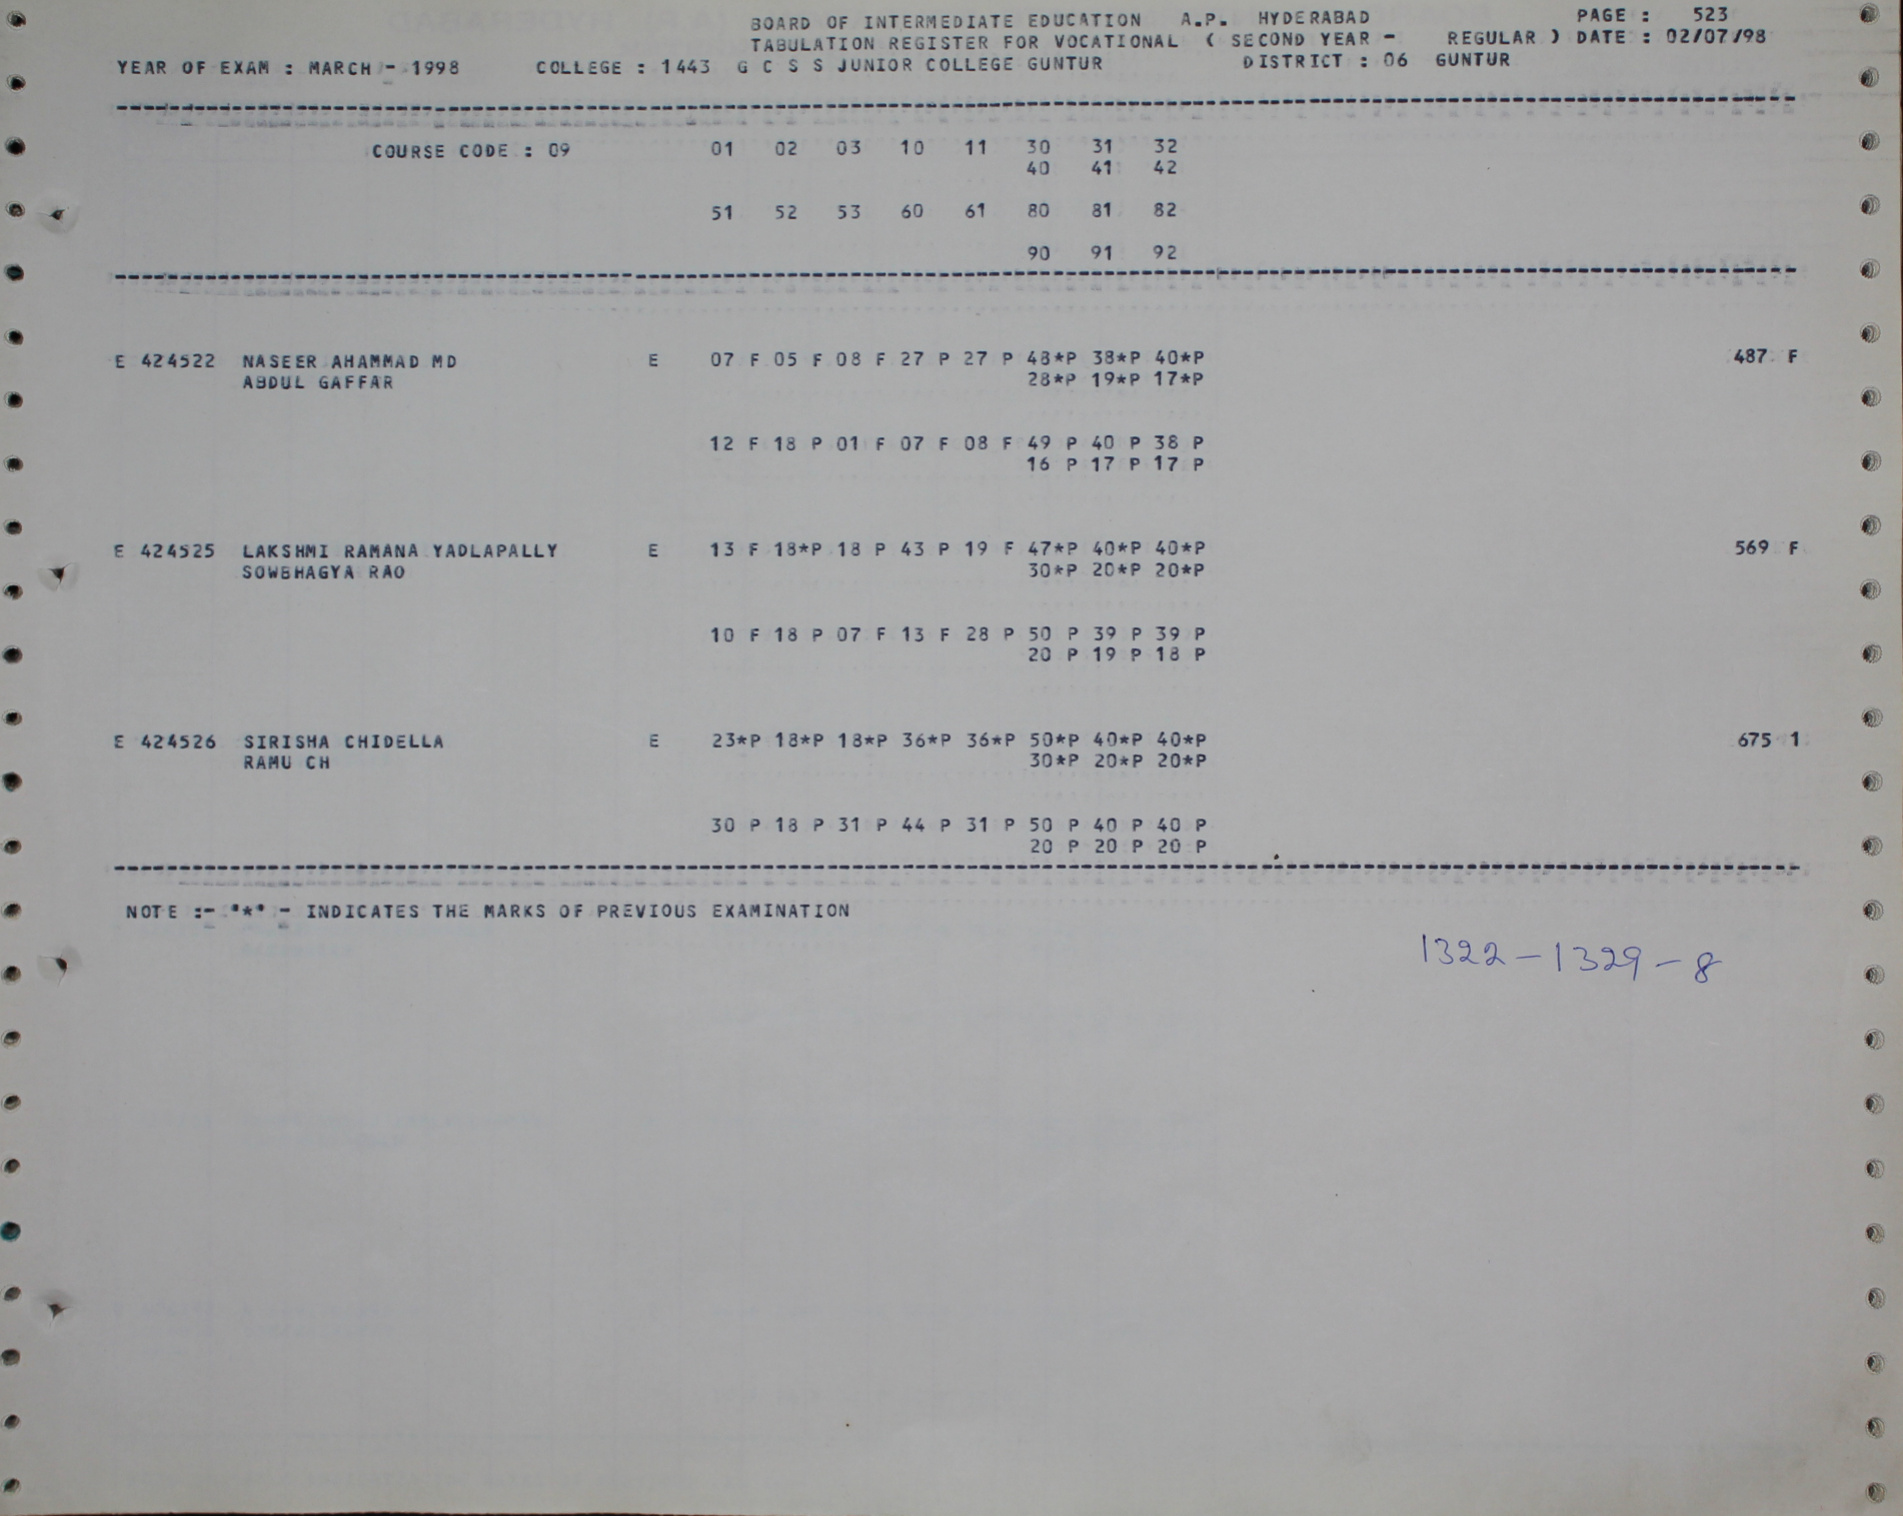 BOARD OF INTERMEDIATE EDUCATION A.P. HYDERABAD PAGE : 523
TABULATION REGISTER FOR VOCATIONAL ( SECOND YEAR - REGULAR ) DATE : 02/07/98
YEAR OF EXAM : MARCH - 1998 COLLEGE : 1443 G C S S JUNIOR COLLEGE GUNTUR DISTRICT : 06 GUNTUR
COURSE CODE : 09 01 02 03 10 11 30 31 32
40 41 42
51 52 53 60 61 80 81 82
90 91 92
E 424522 NASEER AHAMMAD MD E 07 F 05 F 08 F 27 P 27 P 48*P 38*P 40*P 487 F
ABDUL GAFFAR 28*P 19*P 17*P
12 F 18 P 01 F 07 F 08 F 49 P 40 P 38 P
16 P 17 P 17 P
E 424525 LAKSHMI RAMANA YADLAPALLY E 13 F 18*P 18 P 43 P 19 F 47*P 40*P 40*P 569 F
SOWBHAGYA RAO 30*P 20*P 20*P
10 F 18 P 07 F 13 F 28 P 50 P 39 P 39 P
20 P 19 P 18 P
E 424526 SIRISHA CHIDELLA E 23*P 18*P 18*P 36*P 36*P 50*P 40*P 40*P 675 1
RAMU CH 30*P 20*P 20*P
30 P 18 P 31 P 44 P 31 P 50 P 40 P 40 P
20 P 20 P 20 P
NOTE :- "*" - INDICATES THE MARKS OF PREVIOUS EXAMINATION
1322-1329-8